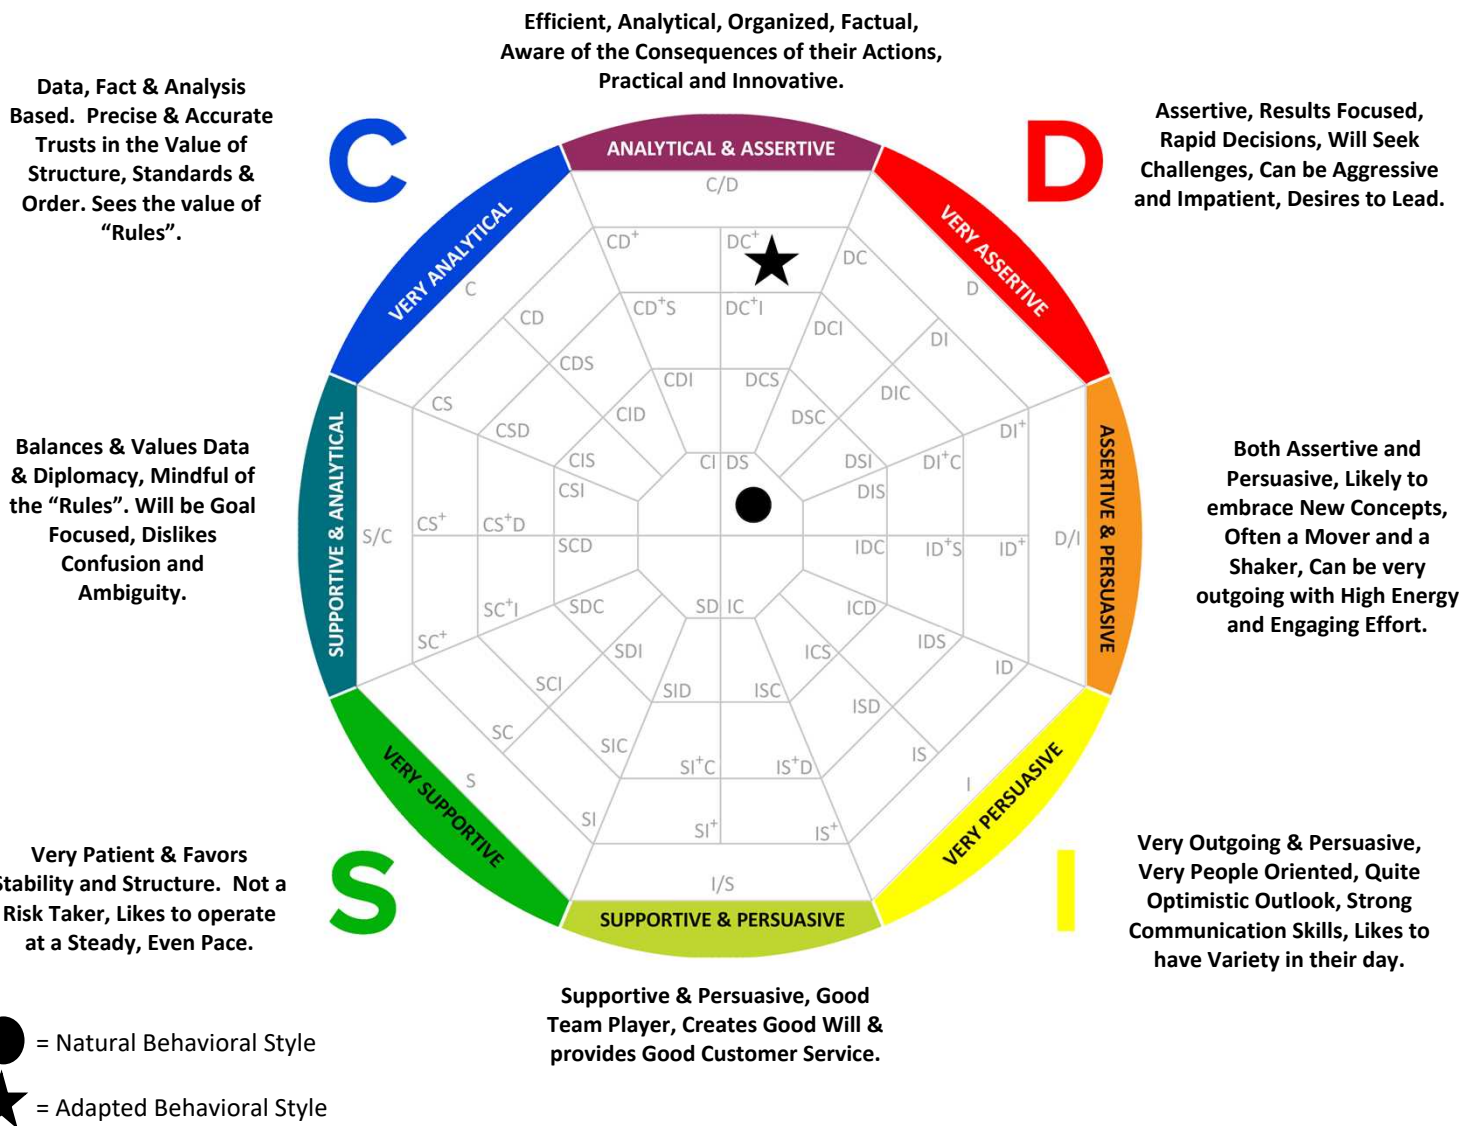 Efficient, Analytical, Organized, Factual,
Aware of the Consequences of their Actions,
Practical and Innovative.
Data, Fact & Analysis
Based. Precise & Accurate
Trusts in the Value of
Structure, Standards &
Order. Sees the value of
“Rules”.
C
D
Assertive, Results Focused,
Rapid Decisions, Will Seek
Challenges, Can be Aggressive
and Impatient, Desires to Lead.
ANALYTICAL & ASSERTIVE
VERY ANALYTICAL
VERY ASSERTIVE
C/D
CD+
DC+
DC
C
D
CD+S
DC+I
CD
DCI
DI
CDS
CDI
DCS
DIC
CS
CID
DSC
DI+
CSD
CIS
CI
DS
DSI
DI+C
CSI
DIS
Balances & Values Data
& Diplomacy, Mindful of
the “Rules”. Will be Goal
Focused, Dislikes
Confusion and
Ambiguity.
SUPPORTIVE & ANALYTICAL
S/C
CS+
CS+D
SCD
IDC
ID+S
ID+
D/I
ASSERTIVE & PERSUASIVE
Both Assertive and
Persuasive, Likely to
embrace New Concepts,
Often a Mover and a
Shaker, Can be very
outgoing with High Energy
and Engaging Effort.
SC+I
SDC
SD
IC
ICD
SC+
SDI
ICS
IDS
ID
SCI
SID
ISC
ISD
SC
SIC
SI+C
IS+D
IS
S
I
SI
SI+
IS+
I/S
VERY SUPPORTIVE
VERY PERSUASIVE
SUPPORTIVE & PERSUASIVE
Very Patient & Favors
Stability and Structure. Not a
Risk Taker, Likes to operate
at a Steady, Even Pace.
S
I
Very Outgoing & Persuasive,
Very People Oriented, Quite
Optimistic Outlook, Strong
Communication Skills, Likes to
have Variety in their day.
Supportive & Persuasive, Good
Team Player, Creates Good Will &
provides Good Customer Service.
= Natural Behavioral Style
= Adapted Behavioral Style